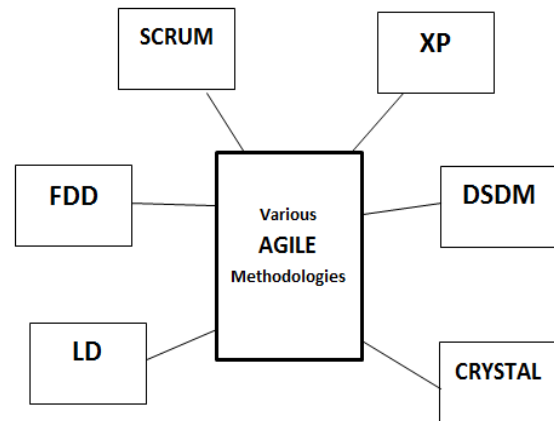 SCRUM
XP
FDD
Various
AGILE
Methodologies
DSDM
LD
CRYSTAL